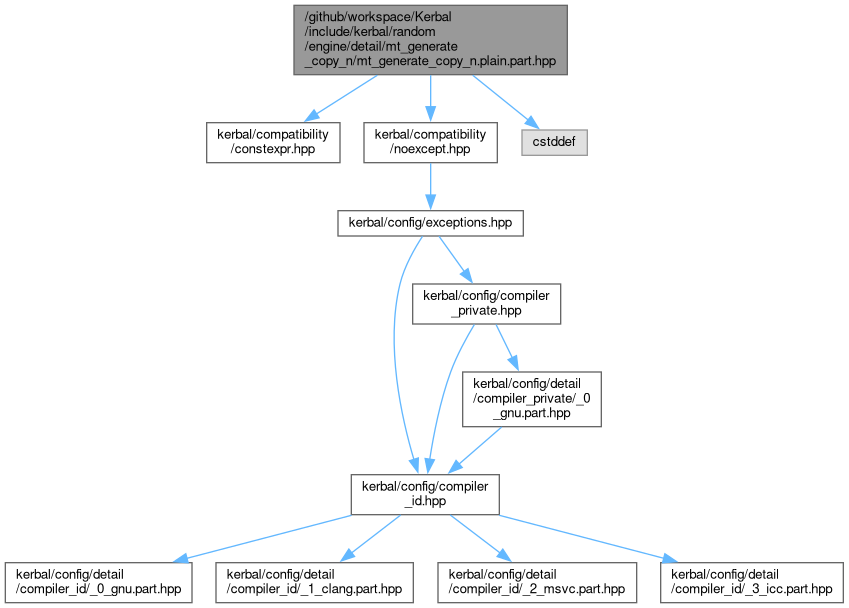 /github/workspace/Kerbal
/include/kerbal/random
/engine/detail/mt_generate
_copy_n/mt_generate_copy_n.plain.part.hpp
kerbal/compatibility
/constexpr.hpp
kerbal/compatibility
/noexcept.hpp
cstddef
kerbal/config/exceptions.hpp
kerbal/config/compiler
_private.hpp
kerbal/config/detail
/compiler_private/_0
_gnu.part.hpp
kerbal/config/compiler
_id.hpp
kerbal/config/detail
/compiler_id/_0_gnu.part.hpp
kerbal/config/detail
/compiler_id/_1_clang.part.hpp
kerbal/config/detail
/compiler_id/_2_msvc.part.hpp
kerbal/config/detail
/compiler_id/_3_icc.part.hpp